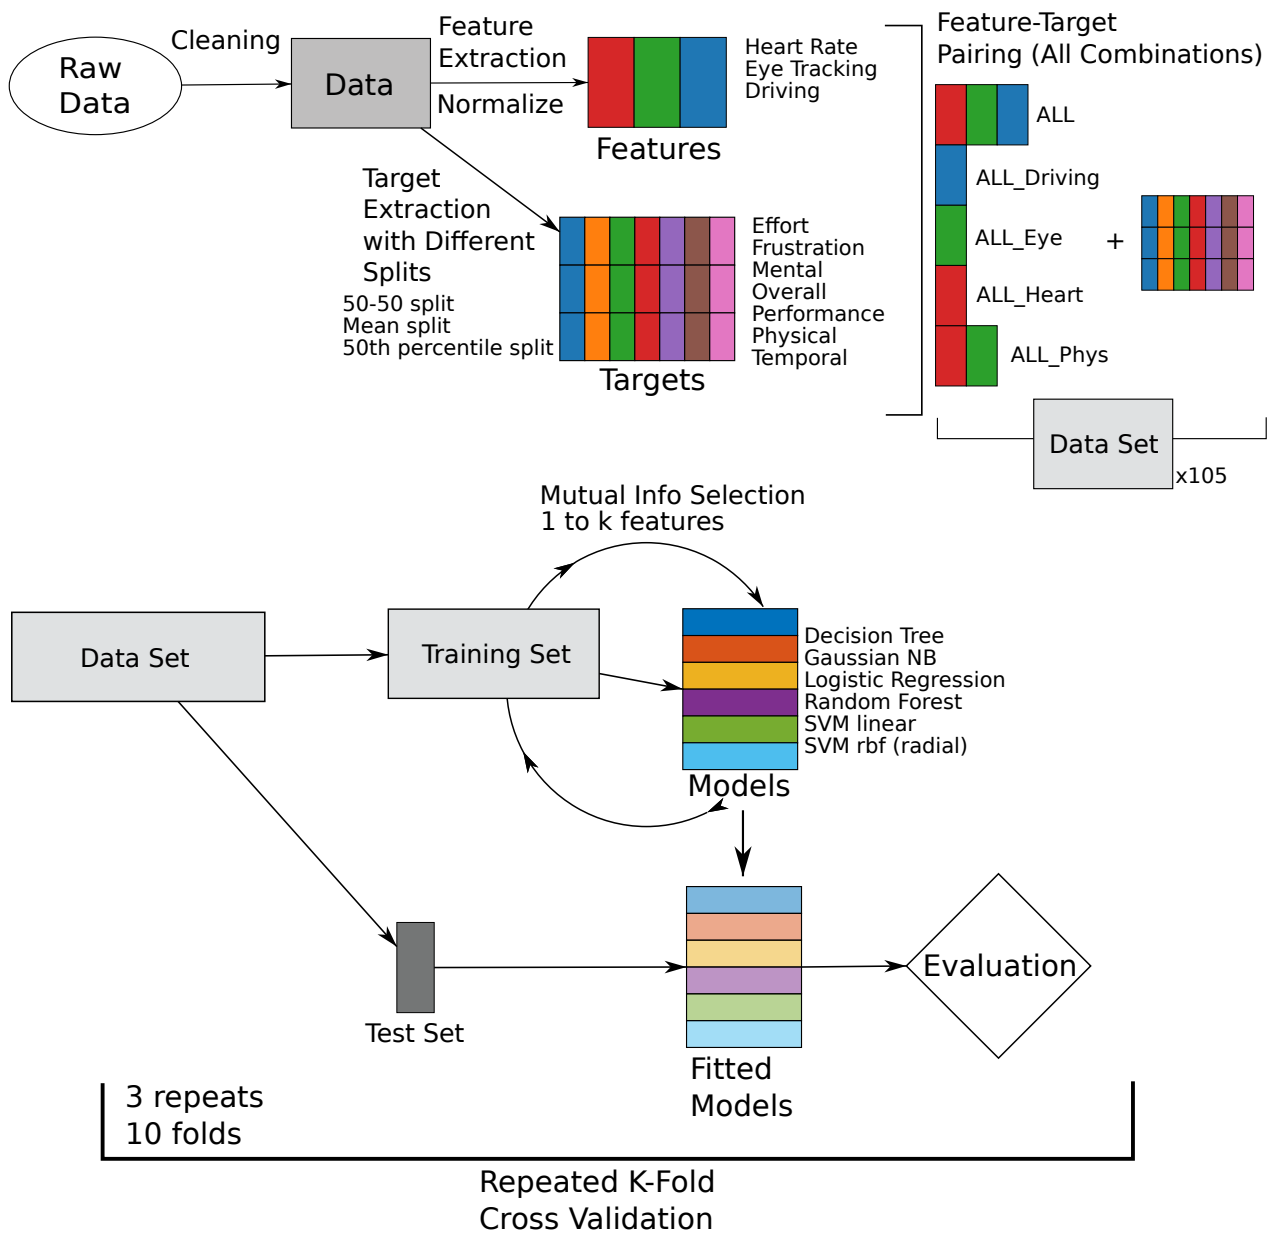 Raw
Data
Cleaning
Data
Feature
Extraction
Normalize
Features
Heart Rate
Eye Tracking
Driving
Target
Extraction
with Different
Splits
50-50 split
Mean split
50th percentile split
Targets
Effort
Frustration
Mental
Overall
Performance
Physical
Temporal
Feature-Target
Pairing (All Combinations)
ALL
ALL_Driving
ALL_Eye
+
ALL_Heart
ALL_Phys
Data Set
x105
Mutual Info Selection
1 to k features
Data Set
Training Set
Decision Tree
Gaussian NB
Logistic Regression
Random Forest
SVM linear
SVM rbf (radial)
Models
Test Set
Fitted
Models
Evaluation
3 repeats
10 folds
Repeated K-Fold
Cross Validation